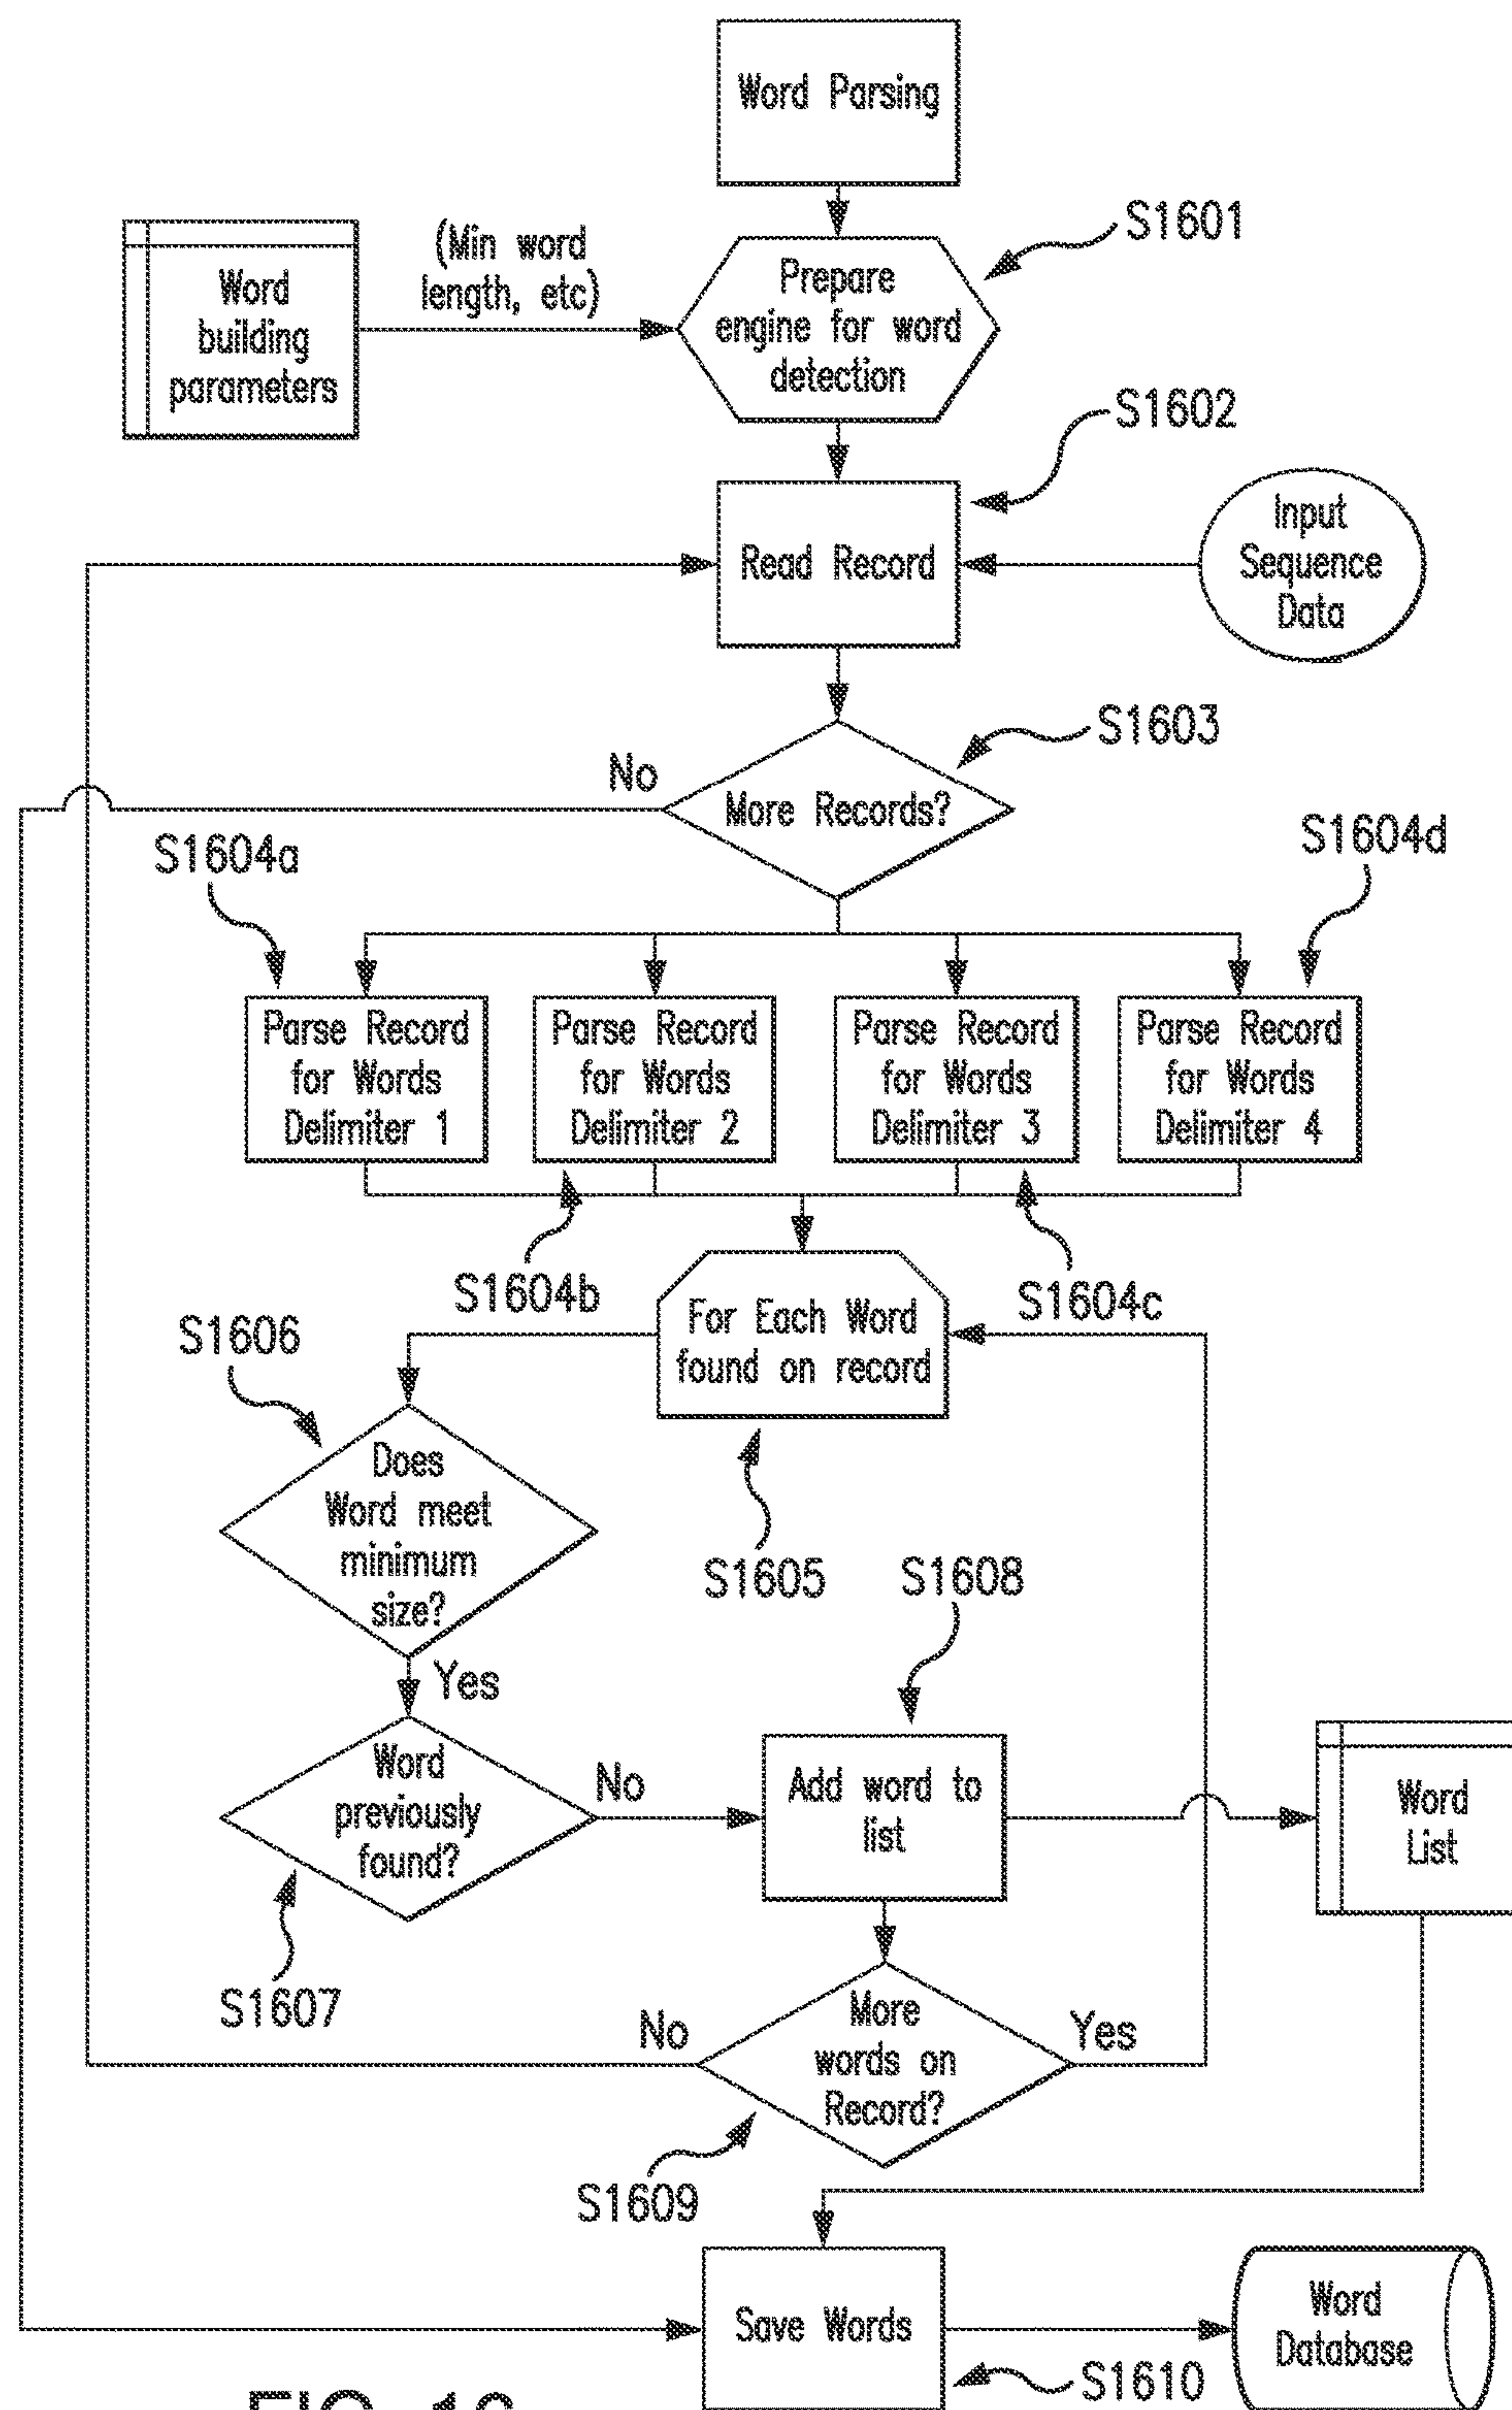 Word Parsing
S1601
(Min word
length, etc)
Word
building
parameters
Prepare
engine for word
detection
S1602
Read Record
Input
Sequence
Data
S1603
No
More Records?
S1604a
S1604d
Parse Record
for Words
Delimiter 1
Parse Record
for Words
Delimiter 2
Parse Record
for Words
Delimiter 3
Parse Record
for Words
Delimiter 4
S1604b
S1604c
For Each Word
found on record
S1606
Does
Word meet
minimum
size?
S1605
S1608
Yes
Word
previously
found?
No
Add word to
list
Word
List
S1607
No
More
words on
Record?
Yes
S1609
Save Words
Word
Database
S1610
FIG. 16